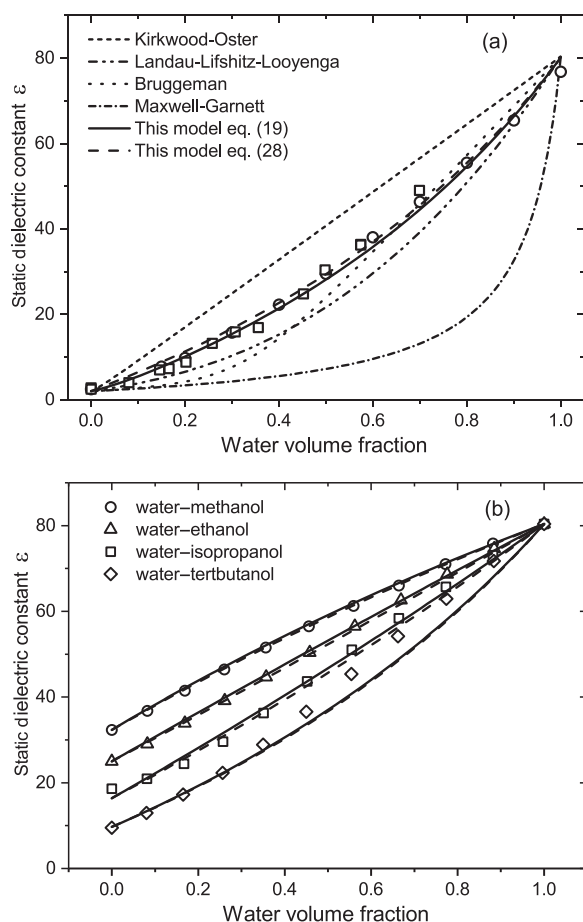 (a)
Kirkwood-Oster
Landau-Lifshitz-Looyenga
Bruggeman
Maxwell-Garnett
This model eq. (19)
This model eq. (28)
Static dielectric constant ε
80
60
40
20
0
0.0 0.2 0.4 0.6 0.8 1.0
Water volume fraction
(b)
water–methanol
water–ethanol
water–isopropanol
water–tertbutanol
Static dielectric constant ε
80
60
40
20
0
0.0 0.2 0.4 0.6 0.8 1.0
Water volume fraction